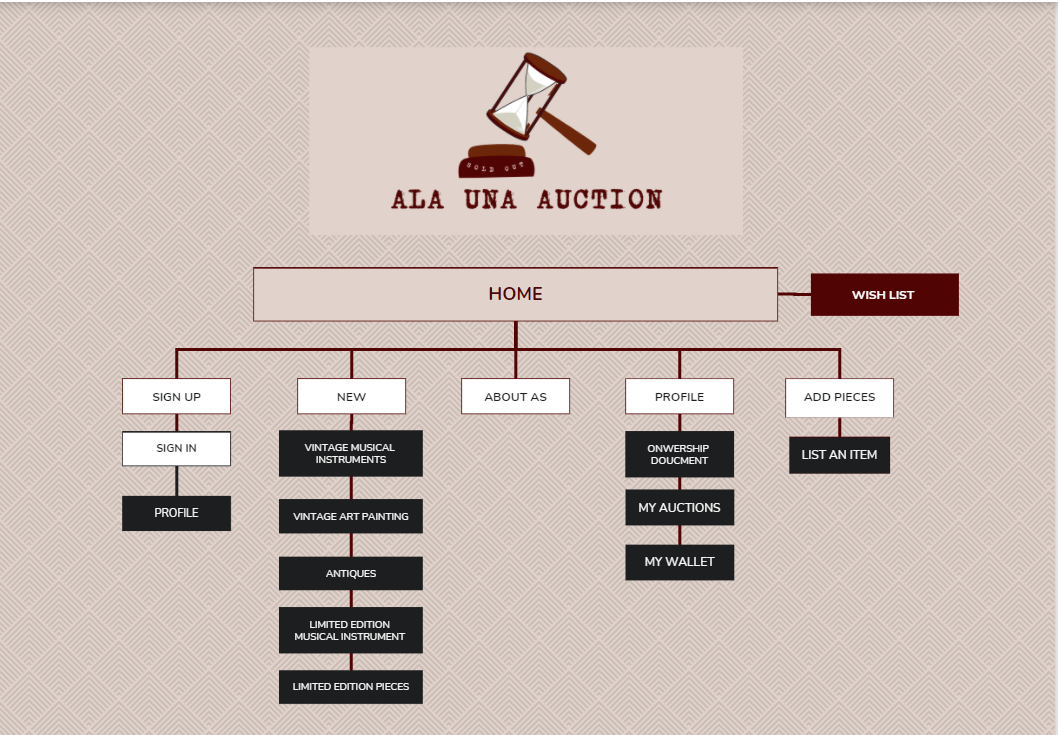 SOLD OUT
ALA UNA AUCTION
HOME
WISH LIST
SIGN UP
NEW
ABOUT AS
PROFILE
ADD PIECES
SIGN IN
VINTAGE MUSICAL
INSTRUMENTS
ONWERSHIP
DOUCMENT
LIST AN ITEM
PROFILE
VINTAGE ART PAINTING
MY AUCTIONS
ANTIQUES
MY WALLET
LIMITED EDITION
MUSICAL INSTRUMENT
LIMITED EDITION PIECES